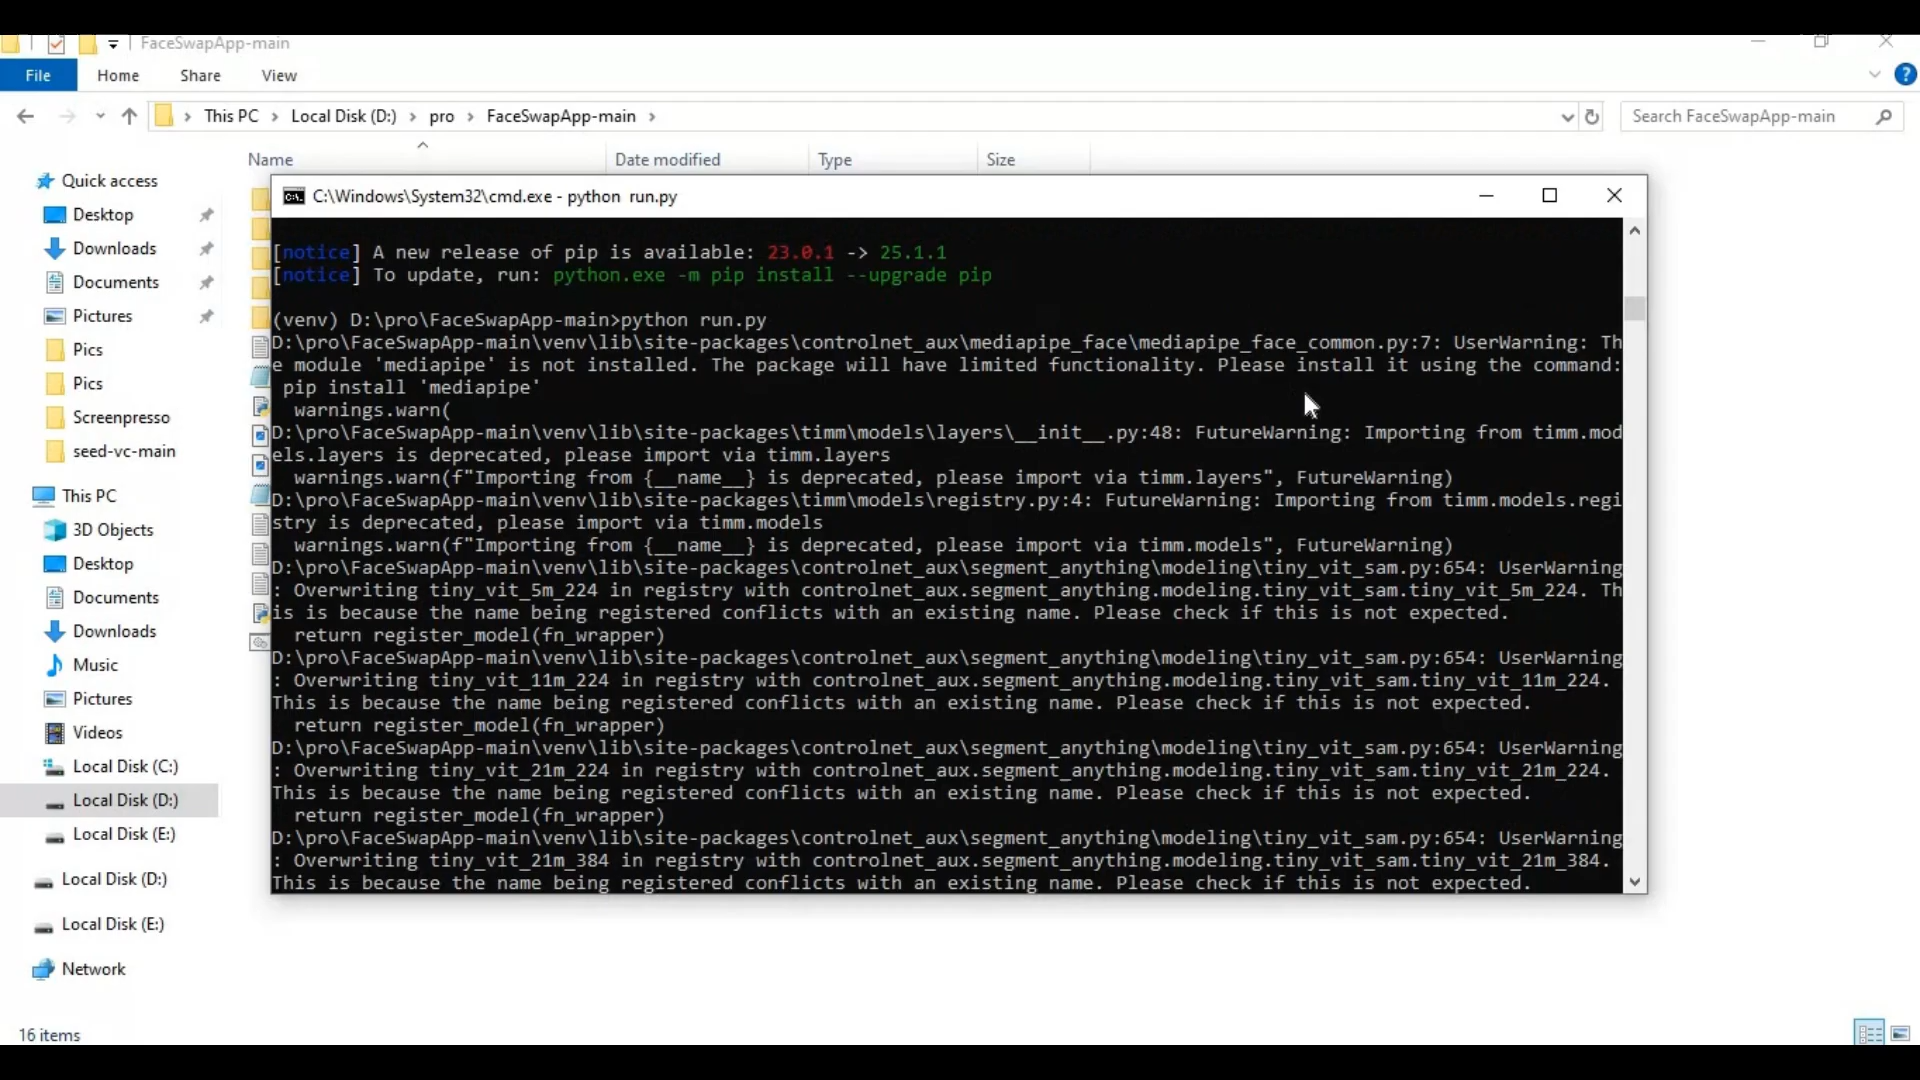 FaceSwapApp-main
File Home Share View
This PC Local Disk (D:) pro FaceSwapApp-main
Search FaceSwapApp-main
Name Date modified Type Size
Quick access
Desktop
Downloads
Documents
Pictures
Pics
Pics
Screenpresso
seed-vc-main
This PC
3D Objects
Desktop
Documents
Downloads
Music
Pictures
Videos
Local Disk (C:)
Local Disk (D:)
Local Disk (E:)
Local Disk (D:)
Local Disk (E:)
Network
16 items
C:\Windows\System32\cmd.exe - python run.py
[notice] A new release of pip is available: 23.0.1 -> 25.1.1
[notice] To update, run: python.exe -m pip install --upgrade pip
(venv) D:\pro\FaceSwapApp-main>python run.py
D:\pro\FaceSwapApp-main\venv\lib\site-packages\controlnet_aux\mediapipe_face\mediapipe_face_common.py:7: UserWarning: Th
e module 'mediapipe' is not installed. The package will have limited functionality. Please install it using the command:
pip install 'mediapipe'
warnings.warn(
D:\pro\FaceSwapApp-main\venv\lib\site-packages\timm\models\layers\__init__.py:48: FutureWarning: Importing from timm.mod
els.layers is deprecated, please import via timm.layers
warnings.warn(f"Importing from {__name__} is deprecated, please import via timm.layers", FutureWarning)
D:\pro\FaceSwapApp-main\venv\lib\site-packages\timm\models\registry.py:4: FutureWarning: Importing from timm.models.regi
stry is deprecated, please import via timm.models
warnings.warn(f"Importing from {__name__} is deprecated, please import via timm.models", FutureWarning)
D:\pro\FaceSwapApp-main\venv\lib\site-packages\controlnet_aux\segment_anything\modeling\tiny_vit_sam.py:654: UserWarning
: Overwriting tiny_vit_5m_224 in registry with controlnet_aux.segment_anything.modeling.tiny_vit_sam.tiny_vit_5m_224. Th
is is because the name being registered conflicts with an existing name. Please check if this is not expected.
return register_model(fn_wrapper)
D:\pro\FaceSwapApp-main\venv\lib\site-packages\controlnet_aux\segment_anything\modeling\tiny_vit_sam.py:654: UserWarning
: Overwriting tiny_vit_11m_224 in registry with controlnet_aux.segment_anything.modeling.tiny_vit_sam.tiny_vit_11m_224.
This is because the name being registered conflicts with an existing name. Please check if this is not expected.
return register_model(fn_wrapper)
D:\pro\FaceSwapApp-main\venv\lib\site-packages\controlnet_aux\segment_anything\modeling\tiny_vit_sam.py:654: UserWarning
: Overwriting tiny_vit_21m_224 in registry with controlnet_aux.segment_anything.modeling.tiny_vit_sam.tiny_vit_21m_224.
This is because the name being registered conflicts with an existing name. Please check if this is not expected.
return register_model(fn_wrapper)
D:\pro\FaceSwapApp-main\venv\lib\site-packages\controlnet_aux\segment_anything\modeling\tiny_vit_sam.py:654: UserWarning
: Overwriting tiny_vit_21m_384 in registry with controlnet_aux.segment_anything.modeling.tiny_vit_sam.tiny_vit_21m_384.
This is because the name being registered conflicts with an existing name. Please check if this is not expected.